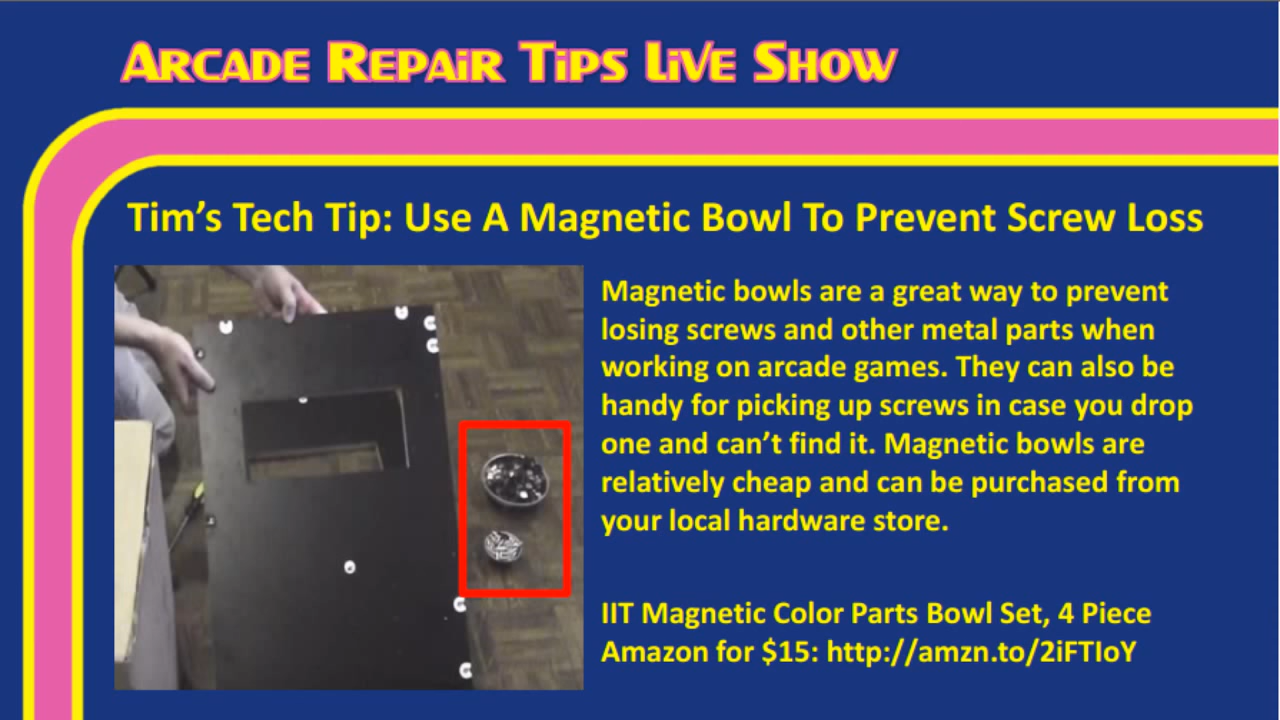 Arcade Repair Tips Live Show
Tim's Tech Tip: Use A Magnetic Bowl To Prevent Screw Loss
Magnetic bowls are a great way to prevent
losing screws and other metal parts when
working on arcade games. They can also be
handy for picking up screws in case you drop
one and can't find it. Magnetic bowls are
relatively cheap and can be purchased from
your local hardware store.
IIT Magnetic Color Parts Bowl Set, 4 Piece
Amazon for $15: http://amzn.to/2iFTIoY